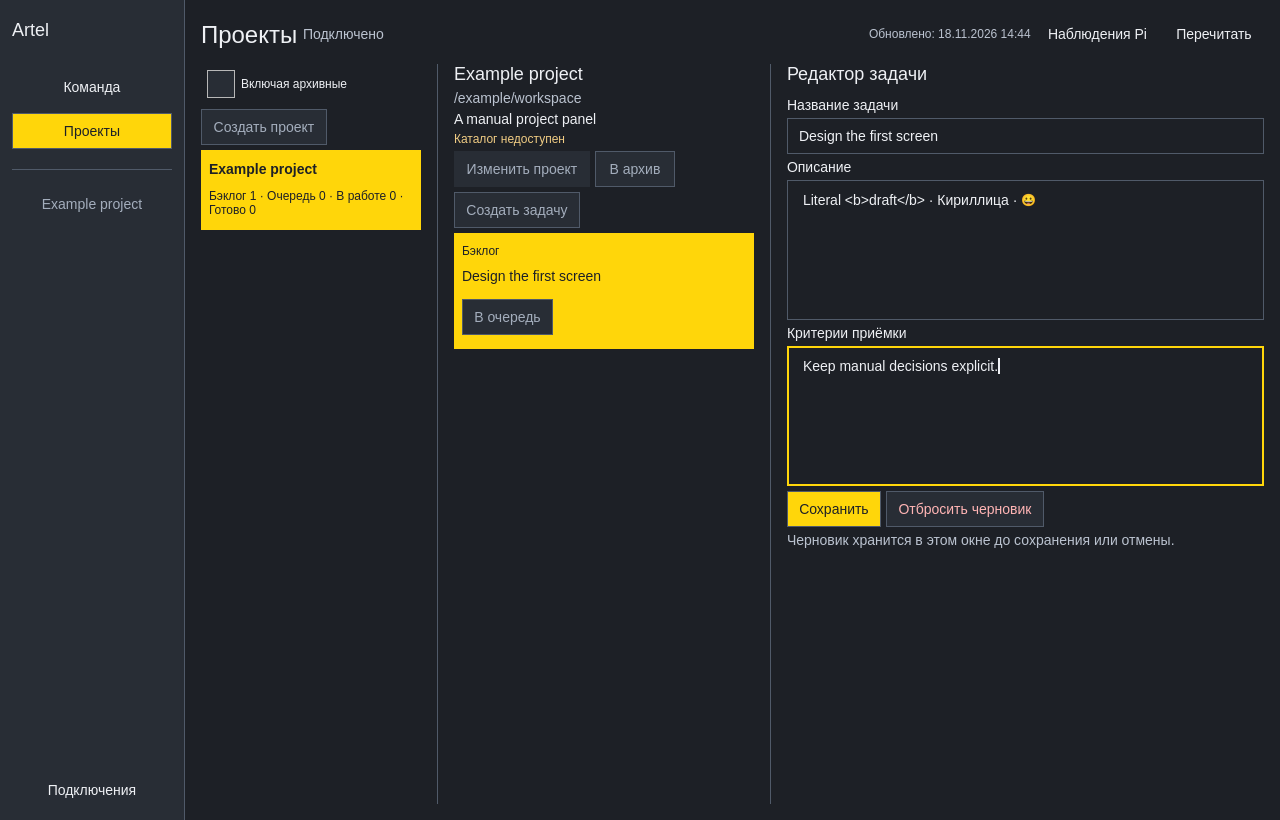 Artel
Команда
Проекты
Example project
Подключения
Проекты Подключено
Обновлено: 18.11.2026 14:44
Наблюдения Pi
Перечитать
Включая архивные
Создать проект
Example project
Бэклог 1 · Очередь 0 · В работе 0 ·
Готово 0
Example project
/example/workspace
A manual project panel
Каталог недоступен
Изменить проект
В архив
Создать задачу
Бэклог
Design the first screen
В очередь
Редактор задачи
Название задачи
Design the first screen
Описание
Literal <b>draft</b> · Кириллица · 😀
Критерии приёмки
Keep manual decisions explicit.
Сохранить
Отбросить черновик
Черновик хранится в этом окне до сохранения или отмены.